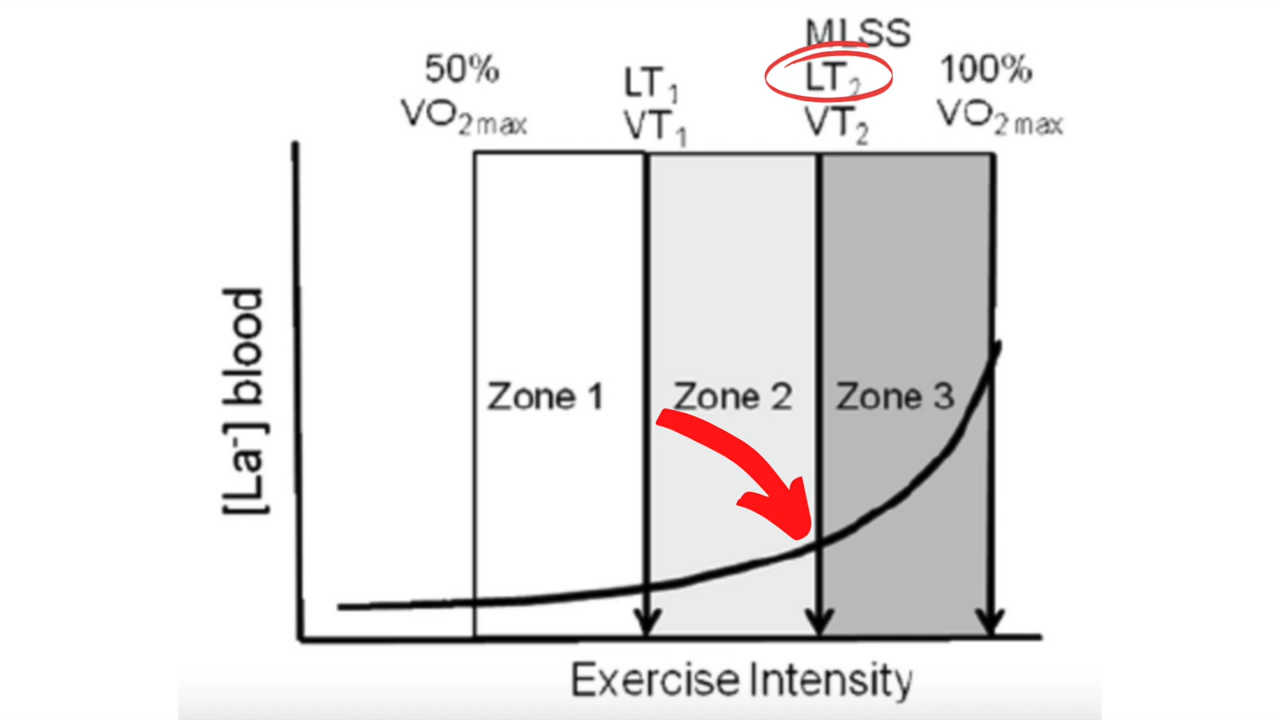 MLSS
50% LT₁ LT₂ 100%
VO₂max VT₁ VT₂ VO₂max
[La⁻] blood
Zone 1 Zone 2 Zone 3
Exercise Intensity